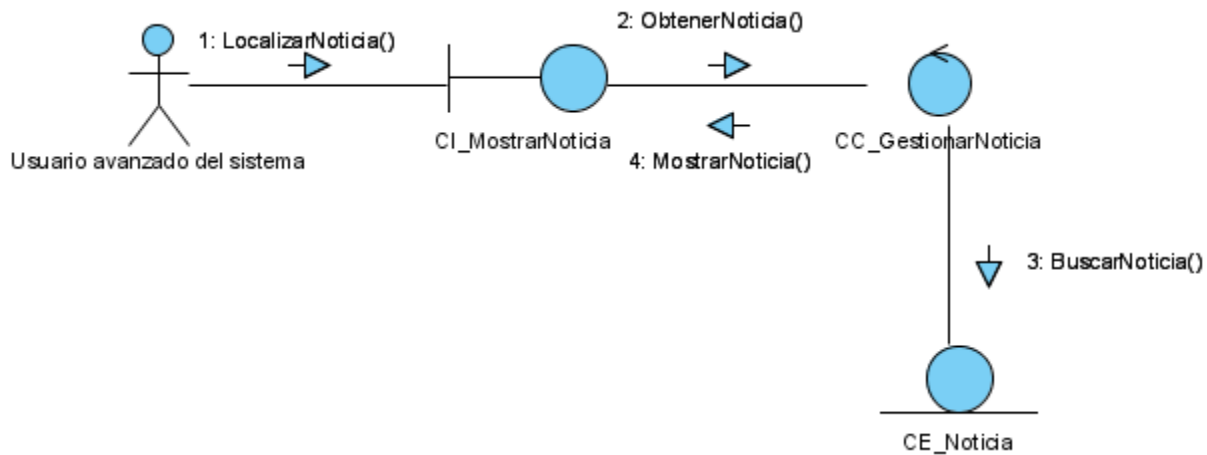 1: LocalizarNoticia()
2: ObtenerNoticia()
Usuario avanzado del sistema
CI_MostrarNoticia
4: MostrarNoticia()
CC_GestionarNoticia
3: BuscarNoticia()
CE_Noticia